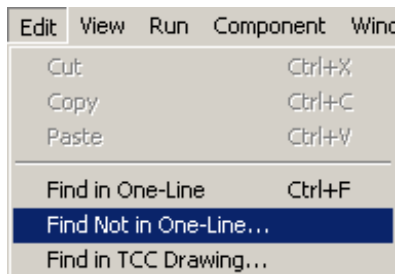 Edit View Run Component
Cut Ctrl+X
Copy Ctrl+C
Paste Ctrl+V
Find in One-Line Ctrl+F
Find Not in One-Line...
Find in TCC Drawing...